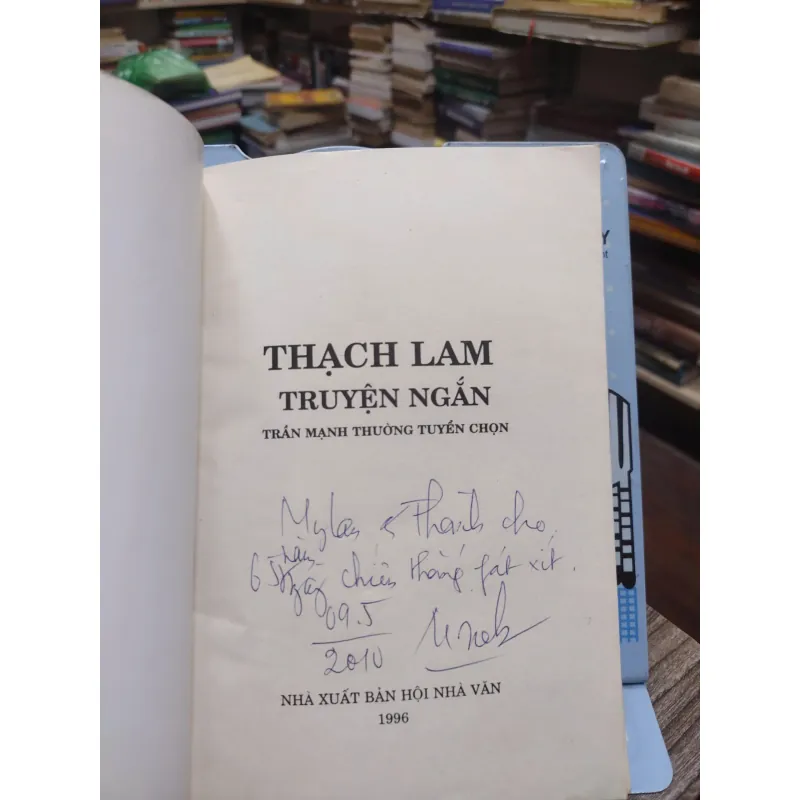 THẠCH LAM
TRUYỆN NGẮN
TRẦN MẠNH THƯỜNG TUYỂN CHỌN
Mylan & Thanh cho
năm
65 ngày chiến thắng fát xít.
09.5
2010
NHÀ XUẤT BẢN HỘI NHÀ VĂN
1996
Y